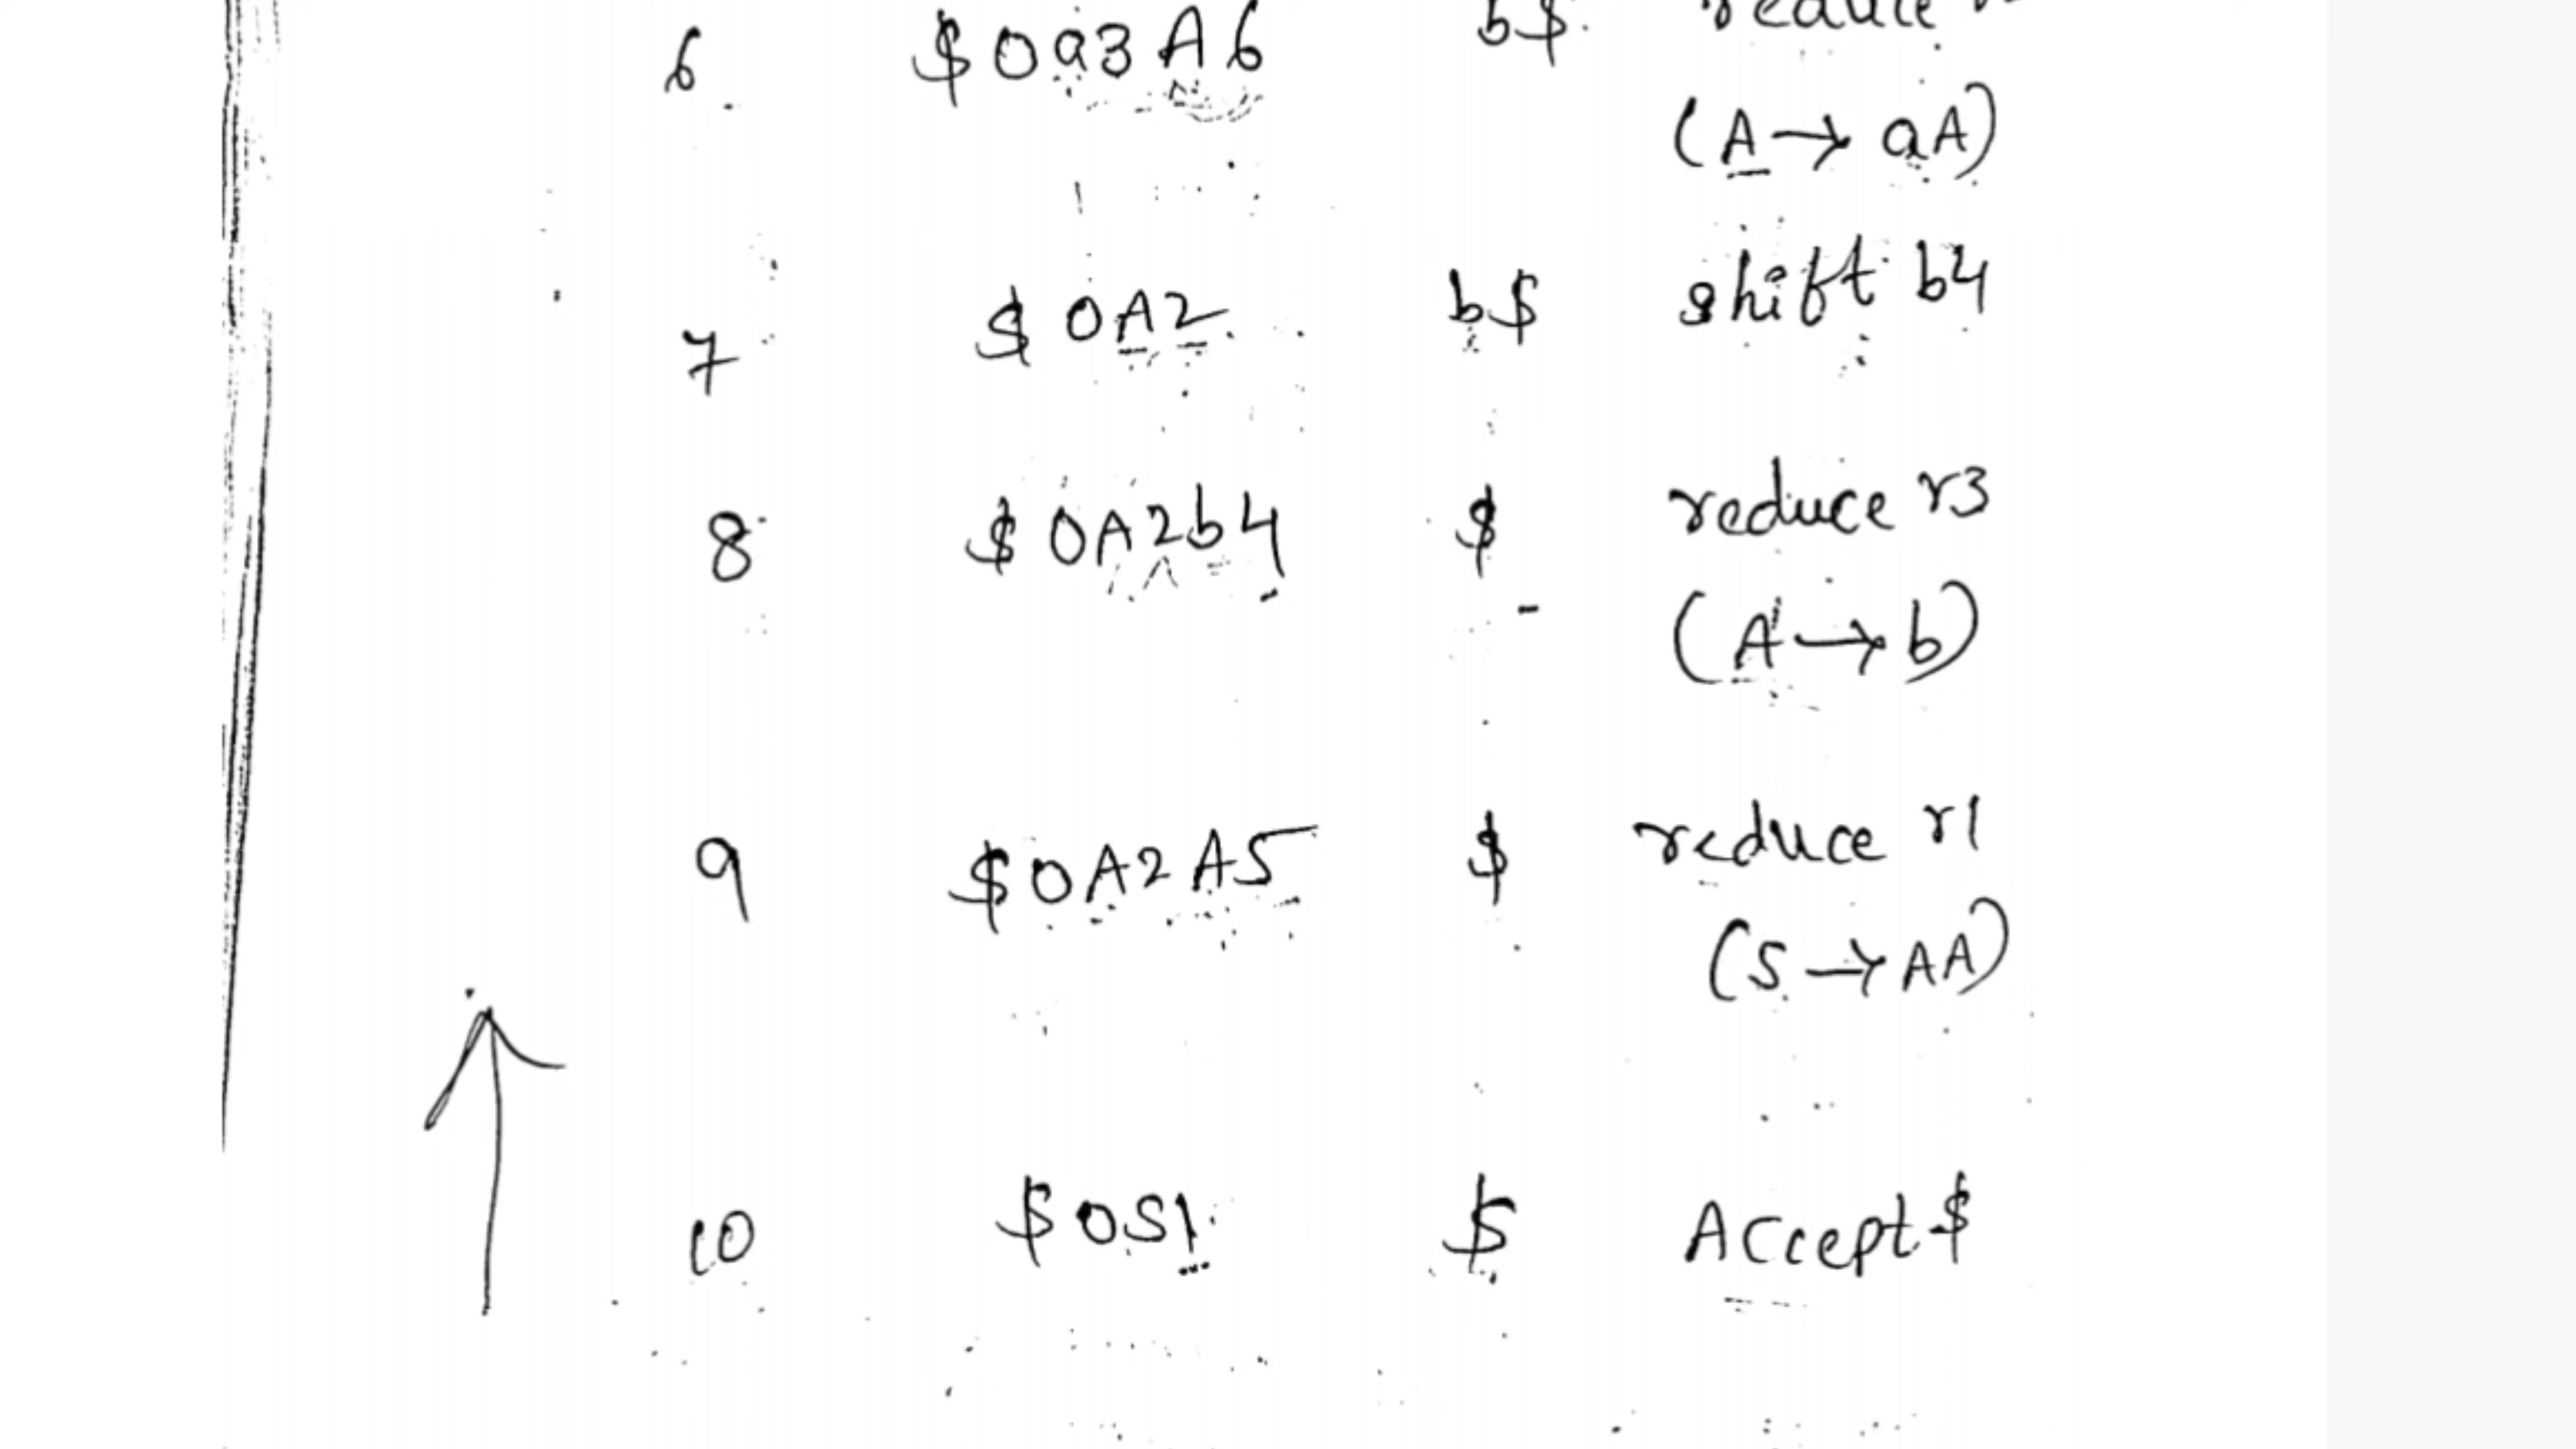 6 $0a3A6 b$ reduce
(A → aA)
7 $0A2 b$ shift b4
8 $0A2b4 $ reduce r3
(A → b)
9 $0A2A5 $ reduce r1
(S → AA)
10 $0S1 $ Accept $